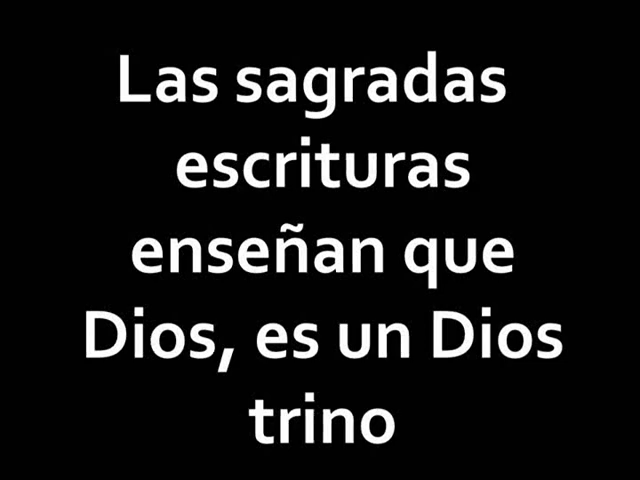 Las sagradas
escrituras
enseñan que
Dios, es un Dios
trino